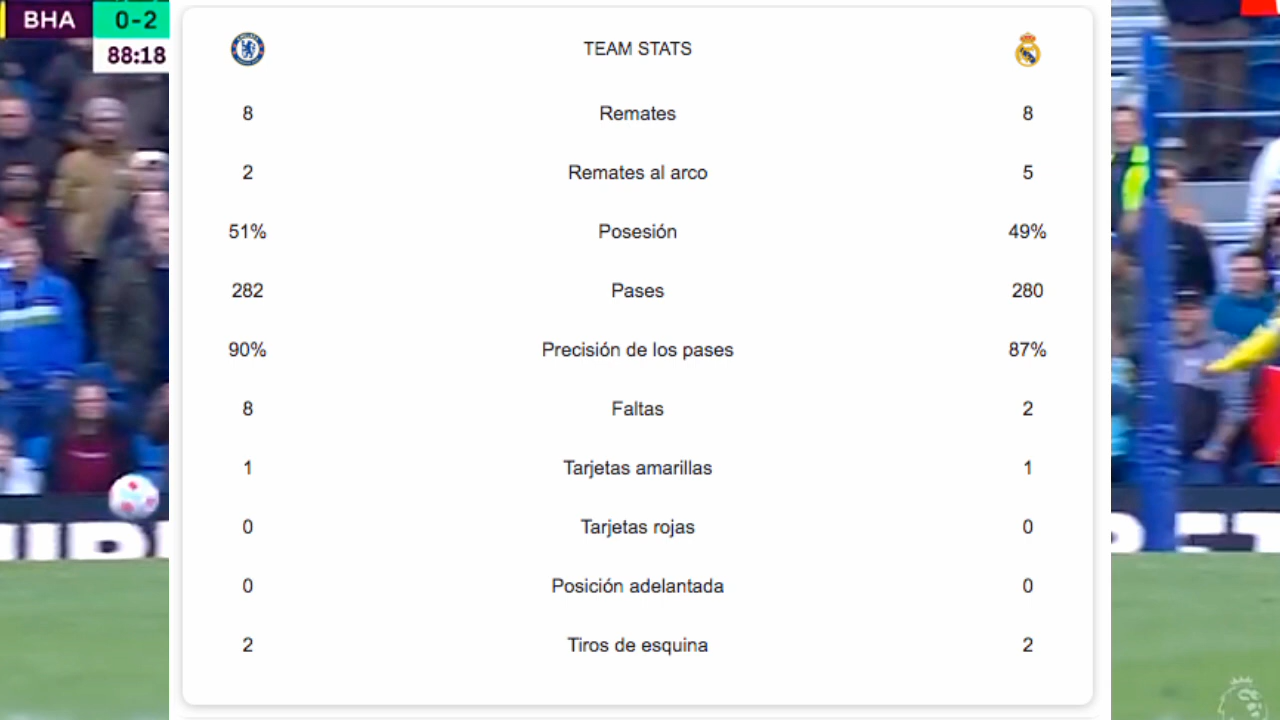 BHA 0-2
88:18
TEAM STATS
8 Remates 8
2 Remates al arco 5
51% Posesión 49%
282 Pases 280
90% Precisión de los pases 87%
8 Faltas 2
1 Tarjetas amarillas 1
0 Tarjetas rojas 0
0 Posición adelantada 0
2 Tiros de esquina 2